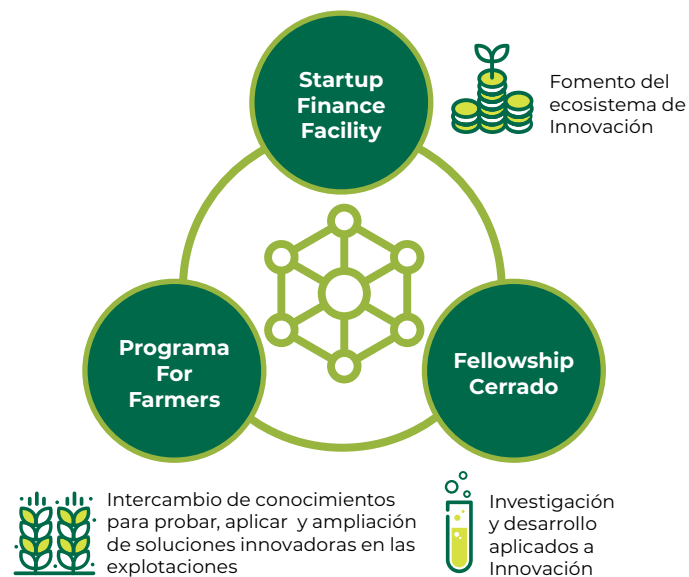 Startup
Finance
Facility
Fomento del
ecosistema de
Innovación
Programa
For
Farmers
Fellowship
Cerrado
Intercambio de conocimientos
para probar, aplicar y ampliación
de soluciones innovadoras en las
explotaciones
Investigación
y desarrollo
aplicados a
Innovación